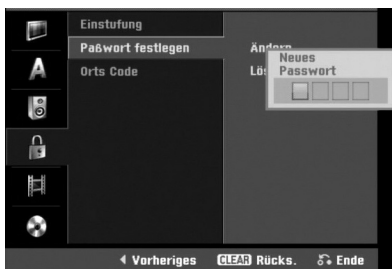 Einstufung
Paßwort festlegen
Ändern
Neues
Passwort
Orts Code
Lös
A
◀ Vorheriges CLEAR Rücks. Ende